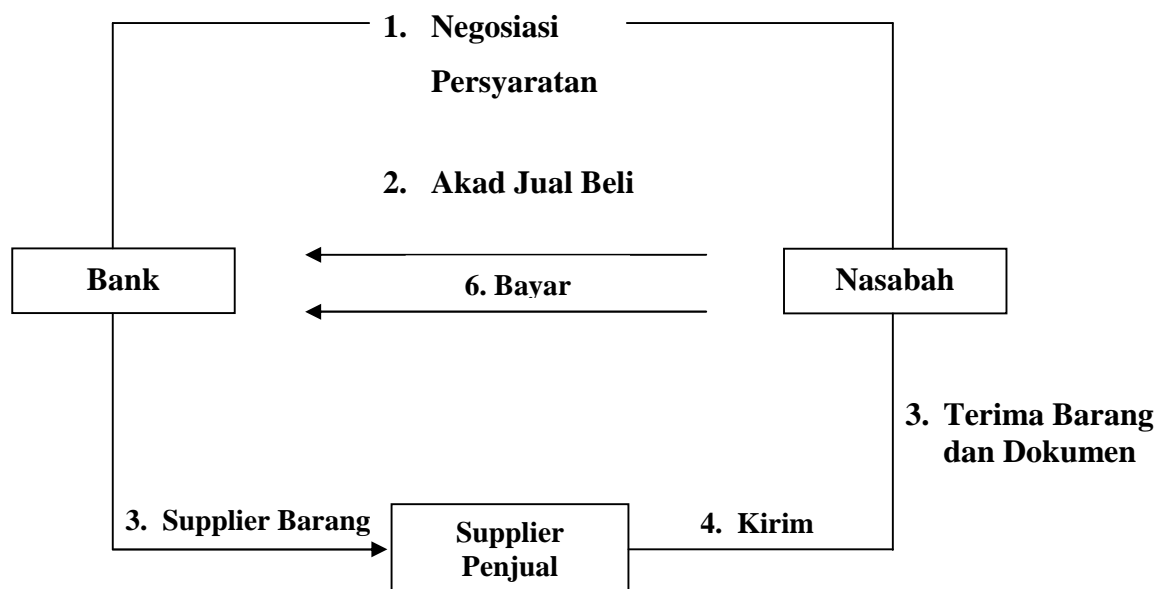 1. Negosiasi
Persyaratan
2. Akad Jual Beli
Bank
6. Bayar
Nasabah
3. Terima Barang
dan Dokumen
3. Supplier Barang
Supplier
Penjual
4. Kirim